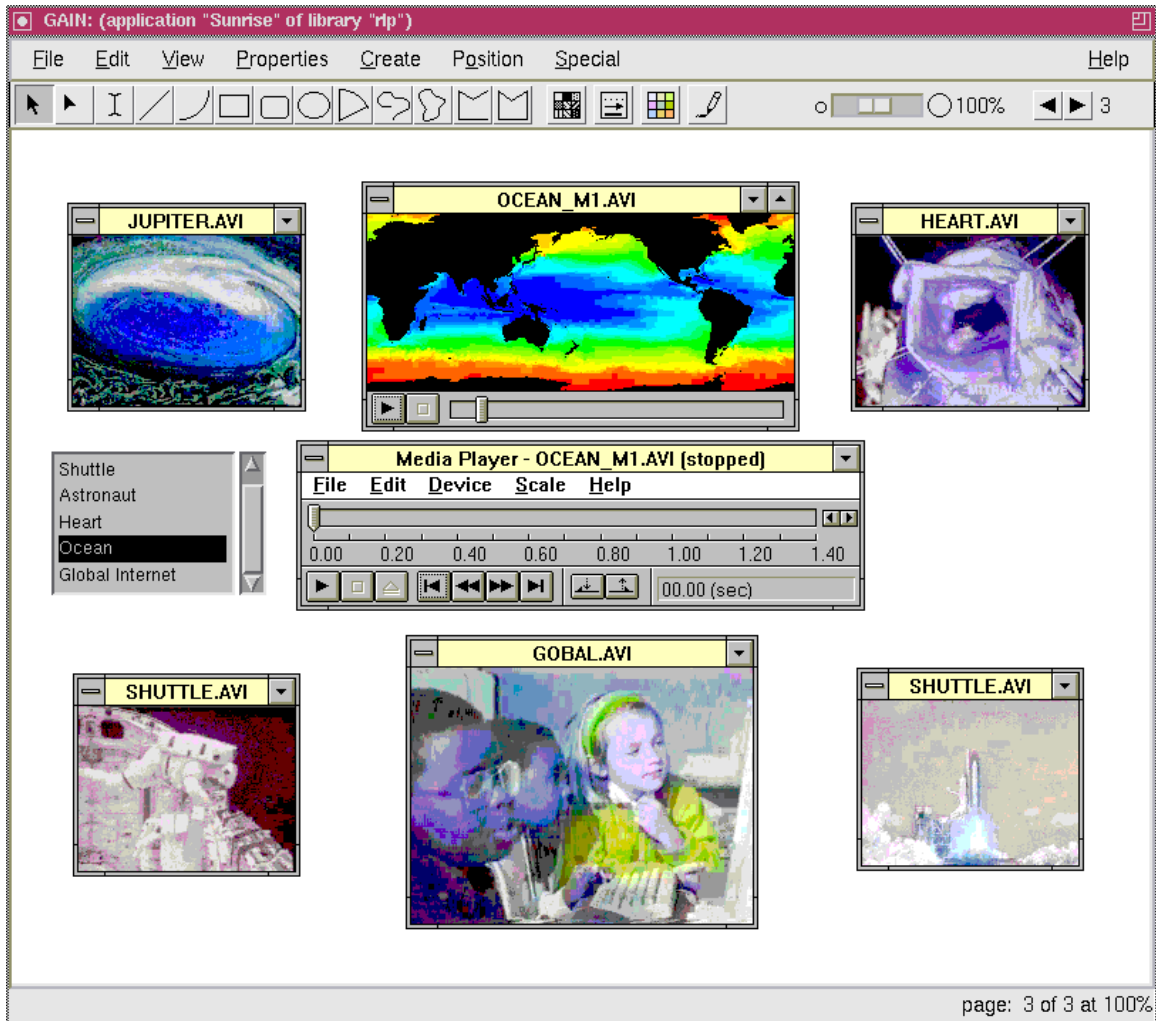 GAIN: (application "Sunrise" of library "rlp")
File Edit View Properties Create Position Special Help
100% 3
JUPITER.AVI
OCEAN_M1.AVI
HEART.AVI
MITRAL VALVE
Shuttle
Astronaut
Heart
Ocean
Global Internet
Media Player - OCEAN_M1.AVI (stopped)
File Edit Device Scale Help
0.00 0.20 0.40 0.60 0.80 1.00 1.20 1.40
00.00 (sec)
SHUTTLE.AVI
GOBAL.AVI
SHUTTLE.AVI
page: 3 of 3 at 100%